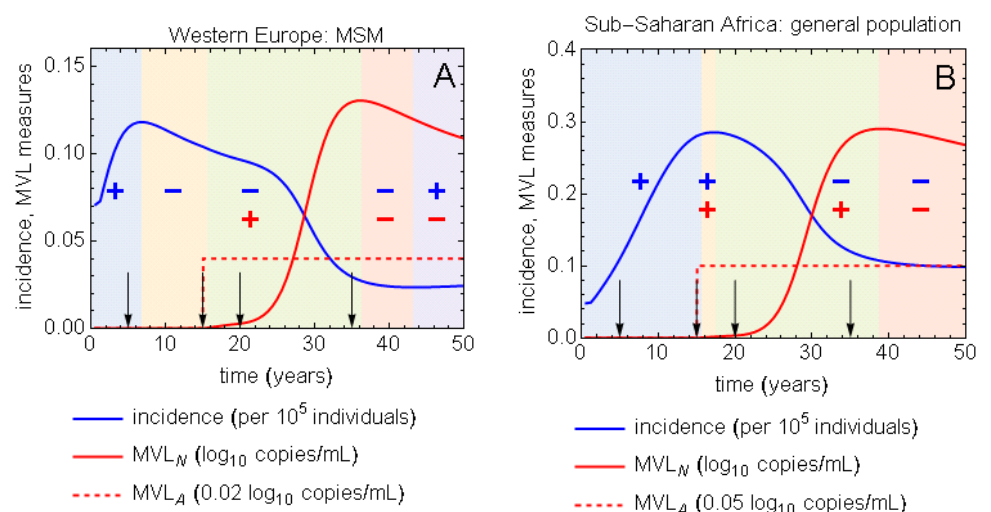 Western Europe: MSM
A
0.15
0.10
0.05
0.00
incidence, MVL measures
+ − − − +
+ − −
0 10 20 30 40 50
time (years)
incidence (per 10⁵ individuals)
MVL_N (log₁₀ copies/mL)
MVL_A (0.02 log₁₀ copies/mL)
Sub−Saharan Africa: general population
B
0.4
0.3
0.2
0.1
0.0
incidence, MVL measures
+ + − −
+ + −
0 10 20 30 40 50
time (years)
incidence (per 10⁵ individuals)
MVL_N (log₁₀ copies/mL)
MVL_A (0.05 log₁₀ copies/mL)